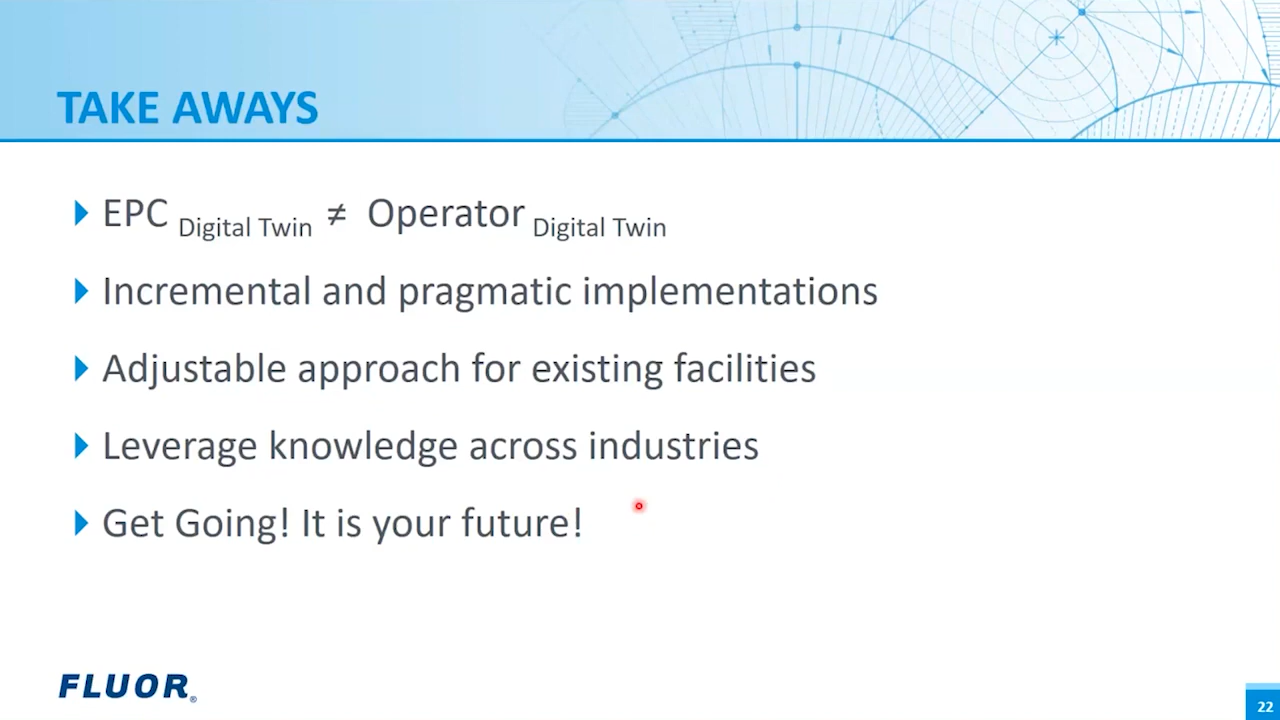 TAKE AWAYS
EPC Digital Twin ≠ Operator Digital Twin
Incremental and pragmatic implementations
Adjustable approach for existing facilities
Leverage knowledge across industries
Get Going! It is your future!
FLUOR®
22